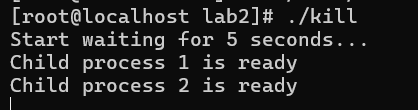 [root@localhost lab2]# ./kill
Start waiting for 5 seconds...
Child process 1 is ready
Child process 2 is ready